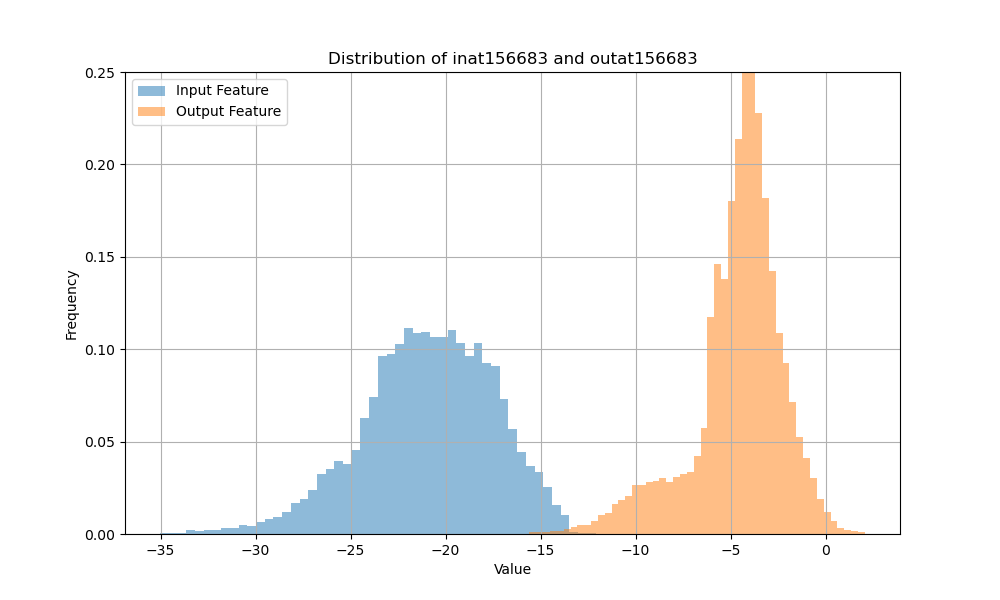 Distribution of inat156683 and outat156683
Input Feature
Output Feature
Frequency
0.25
0.20
0.15
0.10
0.05
0.00
−35
−30
−25
−20
−15
−10
−5
0
Value